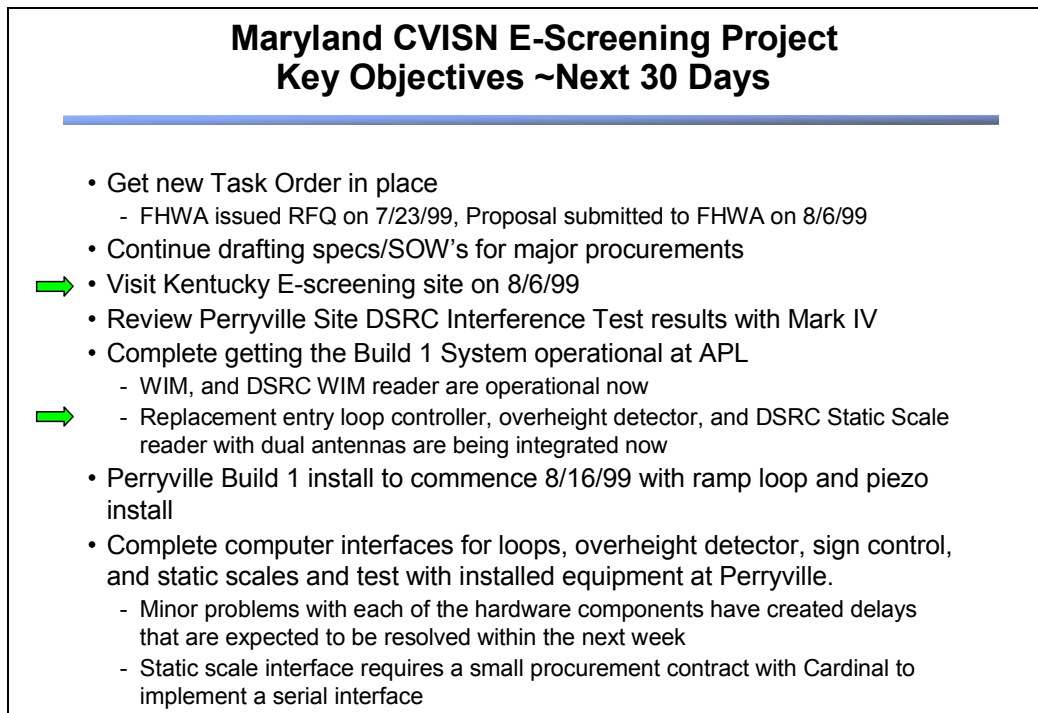 Maryland CVISN E-Screening Project
Key Objectives ~Next 30 Days
• Get new Task Order in place
- FHWA issued RFQ on 7/23/99, Proposal submitted to FHWA on 8/6/99
• Continue drafting specs/SOW's for major procurements
• Visit Kentucky E-screening site on 8/6/99
• Review Perryville Site DSRC Interference Test results with Mark IV
• Complete getting the Build 1 System operational at APL
- WIM, and DSRC WIM reader are operational now
- Replacement entry loop controller, overheight detector, and DSRC Static Scale
reader with dual antennas are being integrated now
• Perryville Build 1 install to commence 8/16/99 with ramp loop and piezo
install
• Complete computer interfaces for loops, overheight detector, sign control,
and static scales and test with installed equipment at Perryville.
- Minor problems with each of the hardware components have created delays
that are expected to be resolved within the next week
- Static scale interface requires a small procurement contract with Cardinal to
implement a serial interface